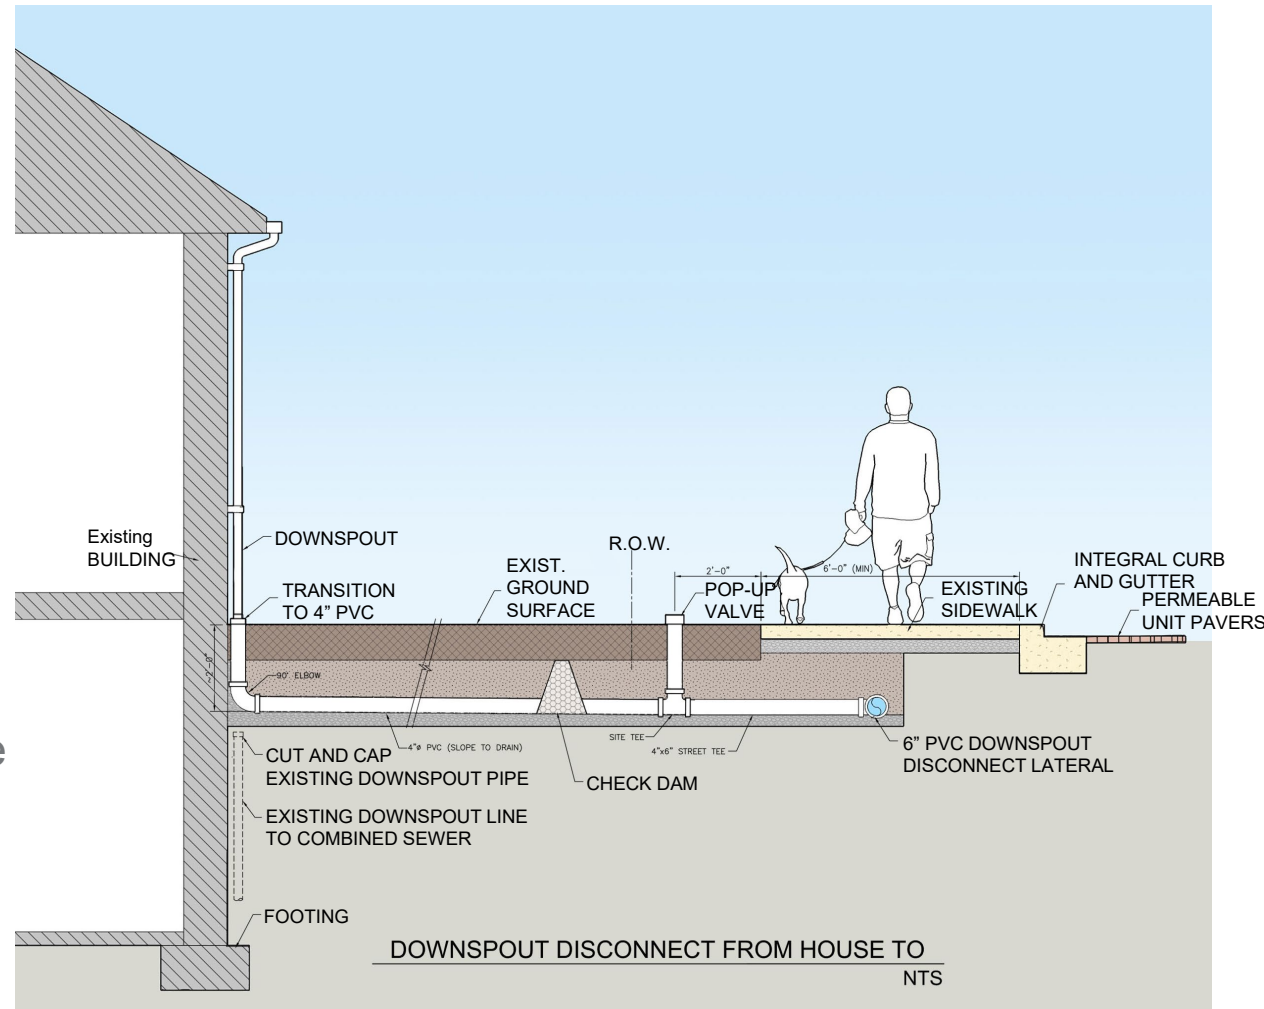 Existing
BUILDING
DOWNSPOUT
TRANSITION
TO 4" PVC
EXIST.
GROUND
SURFACE
R.O.W.
2'-0"
POP-UP
VALVE
6'-0" (MIN)
EXISTING
SIDEWALK
INTEGRAL CURB
AND GUTTER
PERMEABLE
UNIT PAVERS
~2'-0"
90° ELBOW
4"ø PVC (SLOPE TO DRAIN)
SITE TEE
4"x6" STREET TEE
CUT AND CAP
EXISTING DOWNSPOUT PIPE
CHECK DAM
6” PVC DOWNSPOUT
DISCONNECT LATERAL
EXISTING DOWNSPOUT LINE
TO COMBINED SEWER
FOOTING
DOWNSPOUT DISCONNECT FROM HOUSE TO
NTS
e